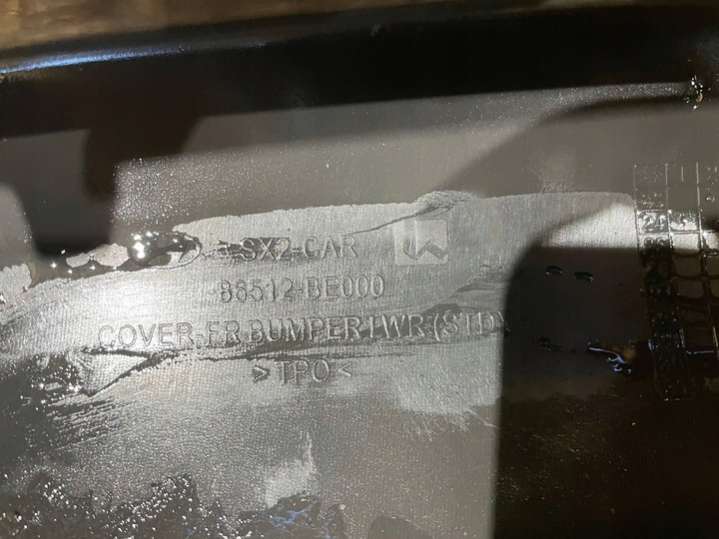 SX2-CAR
86512-BE000
COVER-FR BUMPER LWR (STD)
> TPO <